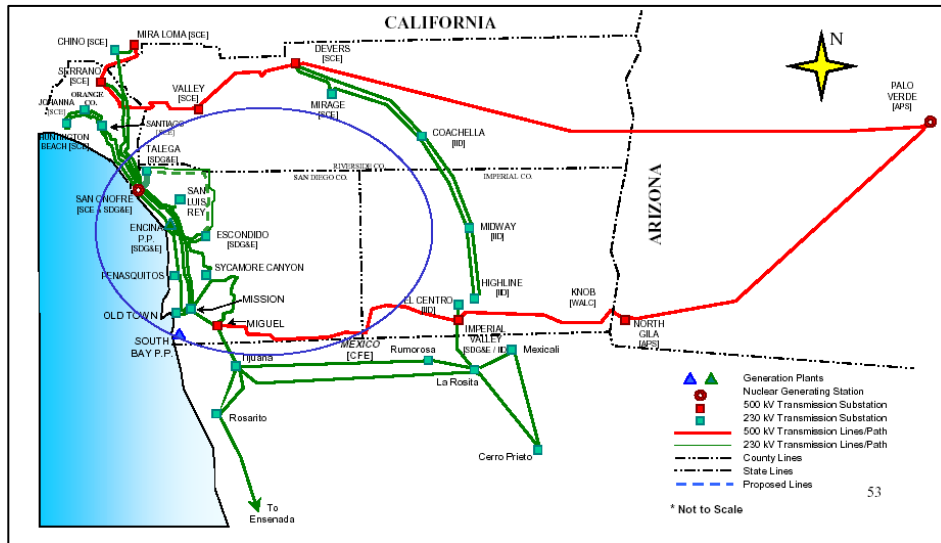 CALIFORNIA
MIRA LOMA [SCE]
CHINO [SCE]
SERRANO
[SCE]
ORANGE
CO.
JOHANNA
[SCE]
HUNTINGTON
BEACH [SCE]
SANTIAGO
[SCE]
VALLEY
[SCE]
DEVERS
[SCE]
MIRAGE
[SCE]
COACHELLA
[IID]
N
PALO
VERDE
[APS]
TALEGA
[SDG&E]
RIVERSIDE CO.
SAN DIEGO CO.
IMPERIAL CO.
SAN ONOFRE
[SCE & SDG&E]
SAN
LUIS
REY
ENCINA
P.P.
[SDG&E]
ESCONDIDO
[SDG&E]
MIDWAY
[IID]
ARIZONA
PENASQUITOS
SYCAMORE CANYON
HIGHLINE
[IID]
MISSION
EL CENTRO
[IID]
KNOB
[WALC]
OLD TOWN
MIGUEL
IMPERIAL
VALLEY
[SDG&E / IID]
NORTH
GILA
[APS]
SOUTH
BAY P.P.
MEXICO
[CFE]
Tijuana
Rumorosa
Mexicali
La Rosita
Rosarito
Cerro Prieto
To
Ensenada
Generation Plants
Nuclear Generating Station
500 kV Transmission Substation
230 kV Transmission Substation
500 kV Transmission Lines/Path
230 kV Transmission Lines/Path
County Lines
State Lines
Proposed Lines
53
* Not to Scale